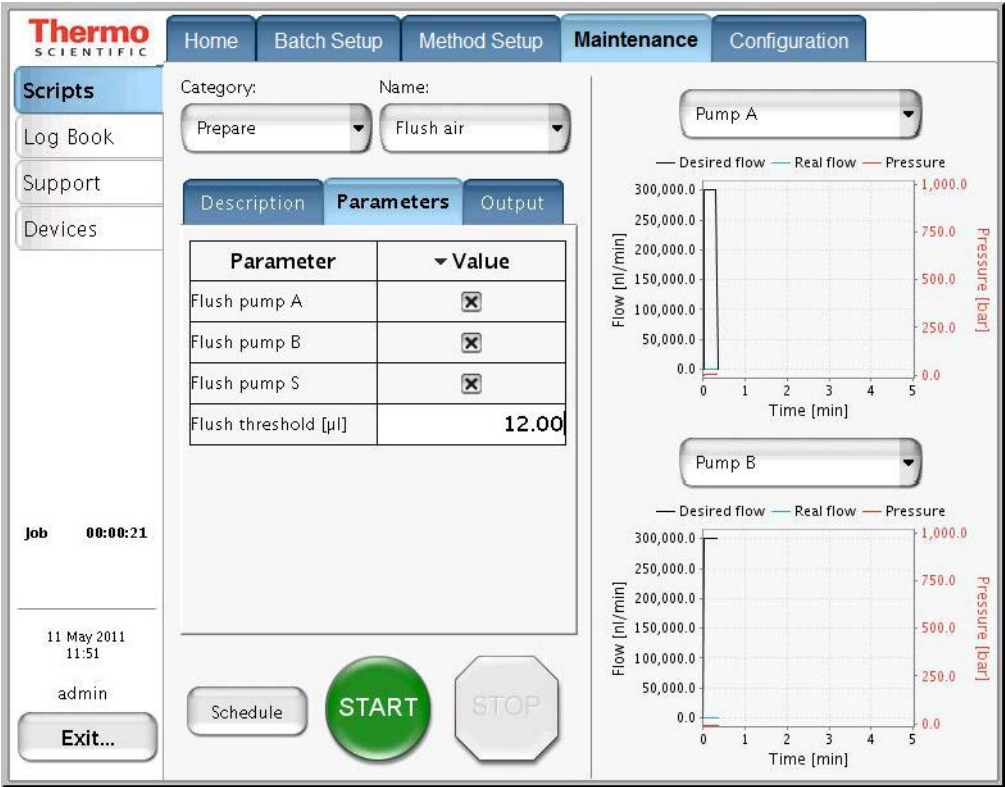 Thermo
SCIENTIFIC
Home
Batch Setup
Method Setup
Maintenance
Configuration
Scripts
Log Book
Support
Devices
Job 00:00:21
11 May 2011
11:51
admin
Exit...
Category:
Name:
Prepare
Flush air
Description
Parameters
Output
Parameter
Value
Flush pump A
Flush pump B
Flush pump S
Flush threshold [µl]
12.00
Schedule
START
STOP
Pump A
Desired flow
Real flow
Pressure
300,000.0
250,000.0
200,000.0
150,000.0
100,000.0
50,000.0
0.0
Flow [nl/min]
1,000.0
750.0
500.0
250.0
0.0
Pressure [bar]
0 1 2 3 4 5
Time [min]
Pump B
Desired flow
Real flow
Pressure
300,000.0
250,000.0
200,000.0
150,000.0
100,000.0
50,000.0
0.0
Flow [nl/min]
1,000.0
750.0
500.0
250.0
0.0
Pressure [bar]
0 1 2 3 4 5
Time [min]